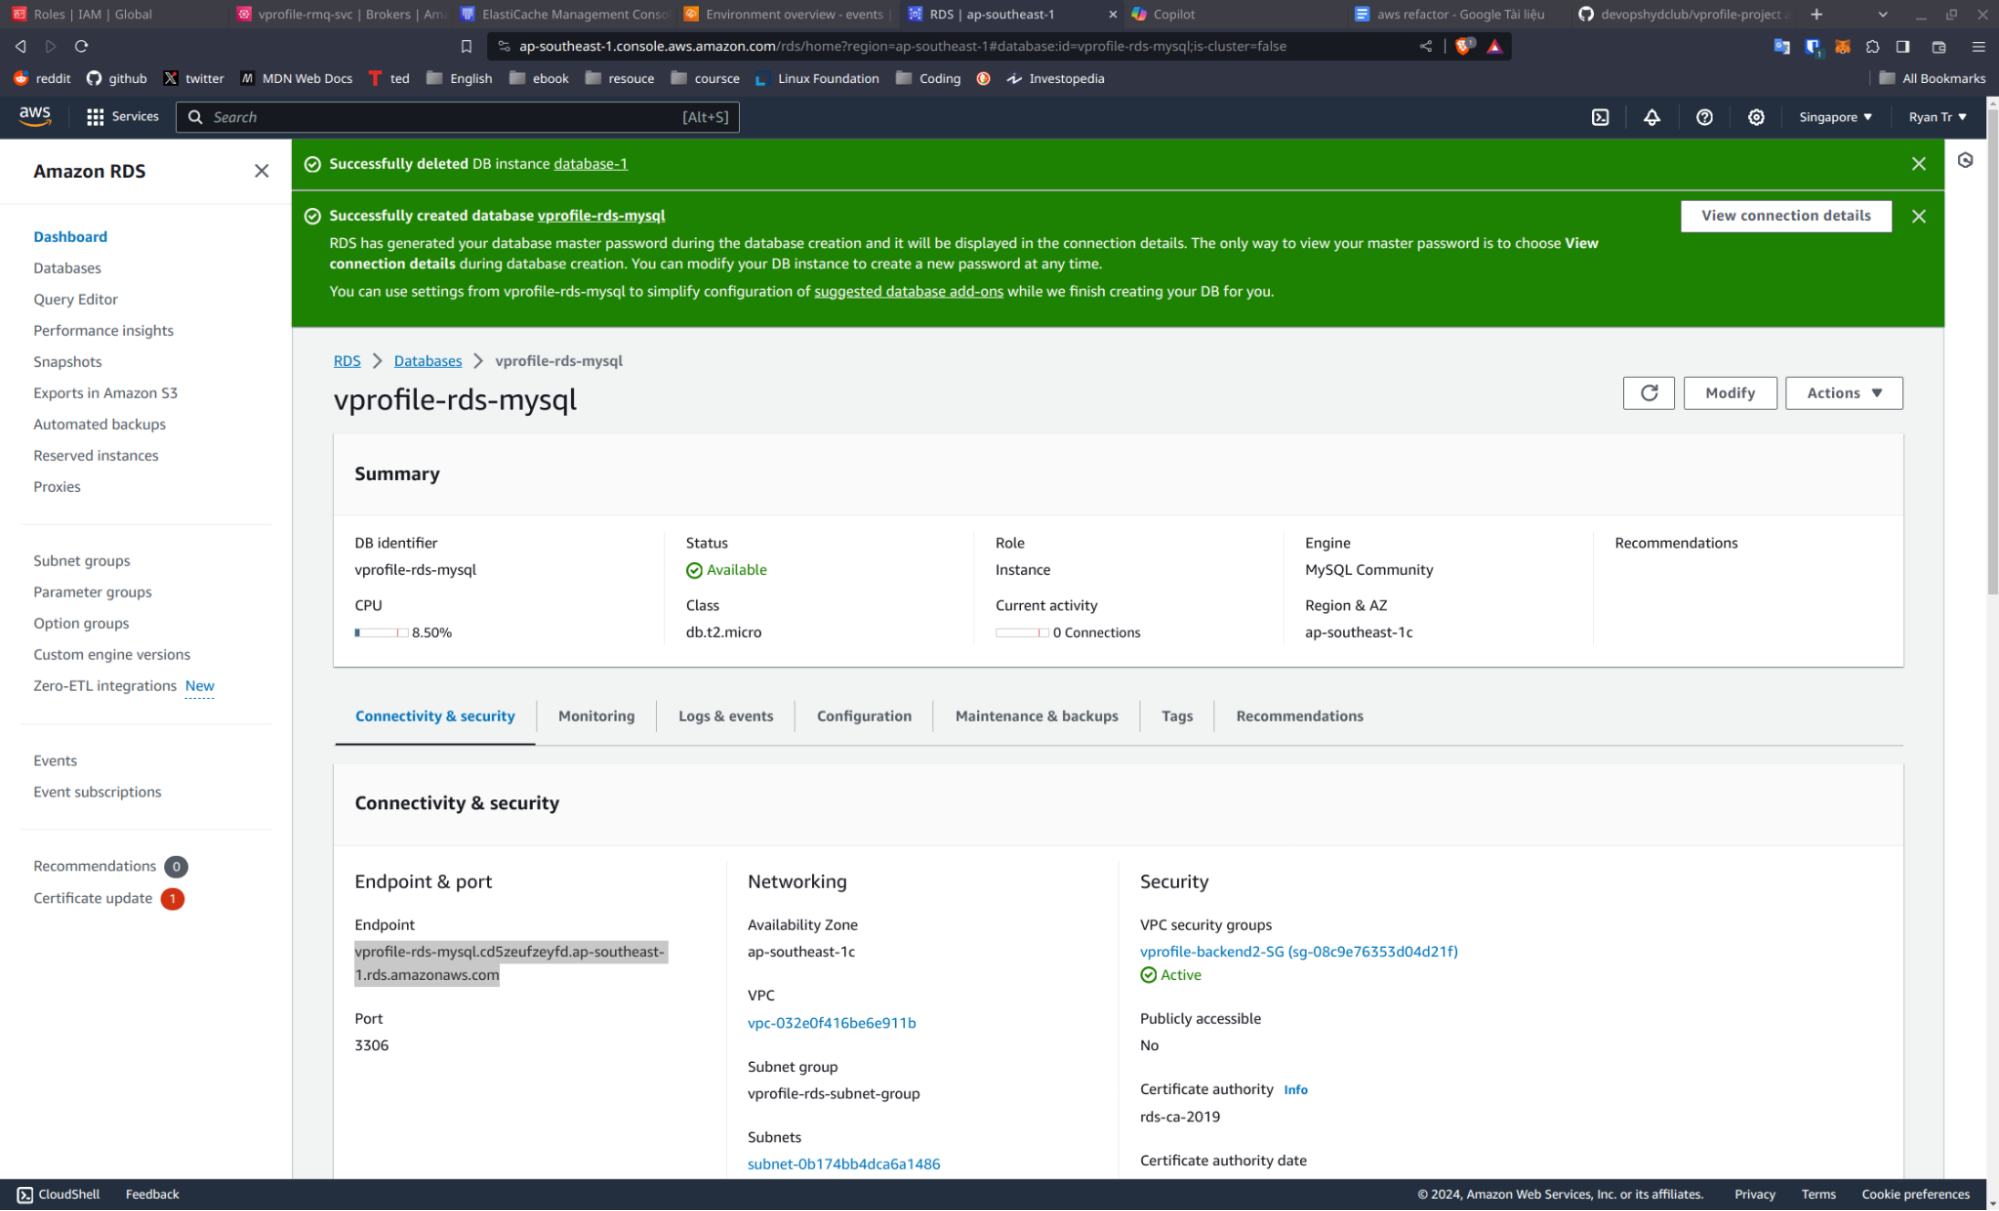 Roles | IAM | Global
vprofile-rmq-svc | Brokers | Am
ElastiCache Management Conso
Environment overview - events
RDS | ap-southeast-1
Copilot
aws refactor - Google Tài liệu
devopshydclub/vprofile-project
ap-southeast-1.console.aws.amazon.com/rds/home?region=ap-southeast-1#database:id=vprofile-rds-mysql;is-cluster=false
reddit
github
twitter
MDN Web Docs
ted
English
ebook
resouce
coursce
Linux Foundation
Coding
Investopedia
All Bookmarks
aws
Services
Search
[Alt+S]
Singapore
Ryan Tr
Amazon RDS
Dashboard
Databases
Query Editor
Performance insights
Snapshots
Exports in Amazon S3
Automated backups
Reserved instances
Proxies
Subnet groups
Parameter groups
Option groups
Custom engine versions
Zero-ETL integrations New
Events
Event subscriptions
Recommendations 0
Certificate update 1
Successfully deleted DB instance database-1
Successfully created database vprofile-rds-mysql
View connection details
RDS has generated your database master password during the database creation and it will be displayed in the connection details. The only way to view your master password is to choose View
connection details during database creation. You can modify your DB instance to create a new password at any time.
You can use settings from vprofile-rds-mysql to simplify configuration of suggested database add-ons while we finish creating your DB for you.
RDS > Databases > vprofile-rds-mysql
vprofile-rds-mysql
Modify
Actions
Summary
DB identifier
vprofile-rds-mysql
CPU
8.50%
Status
Available
Class
db.t2.micro
Role
Instance
Current activity
0 Connections
Engine
MySQL Community
Region & AZ
ap-southeast-1c
Recommendations
Connectivity & security
Monitoring
Logs & events
Configuration
Maintenance & backups
Tags
Recommendations
Connectivity & security
Endpoint & port
Endpoint
vprofile-rds-mysql.cd5zeufzeyfd.ap-southeast-
1.rds.amazonaws.com
Port
3306
Networking
Availability Zone
ap-southeast-1c
VPC
vpc-032e0f416be6e911b
Subnet group
vprofile-rds-subnet-group
Subnets
subnet-0b174bb4dca6a1486
Security
VPC security groups
vprofile-backend2-SG (sg-08c9e76353d04d21f)
Active
Publicly accessible
No
Certificate authority Info
rds-ca-2019
Certificate authority date
CloudShell
Feedback
© 2024, Amazon Web Services, Inc. or its affiliates.
Privacy
Terms
Cookie preferences